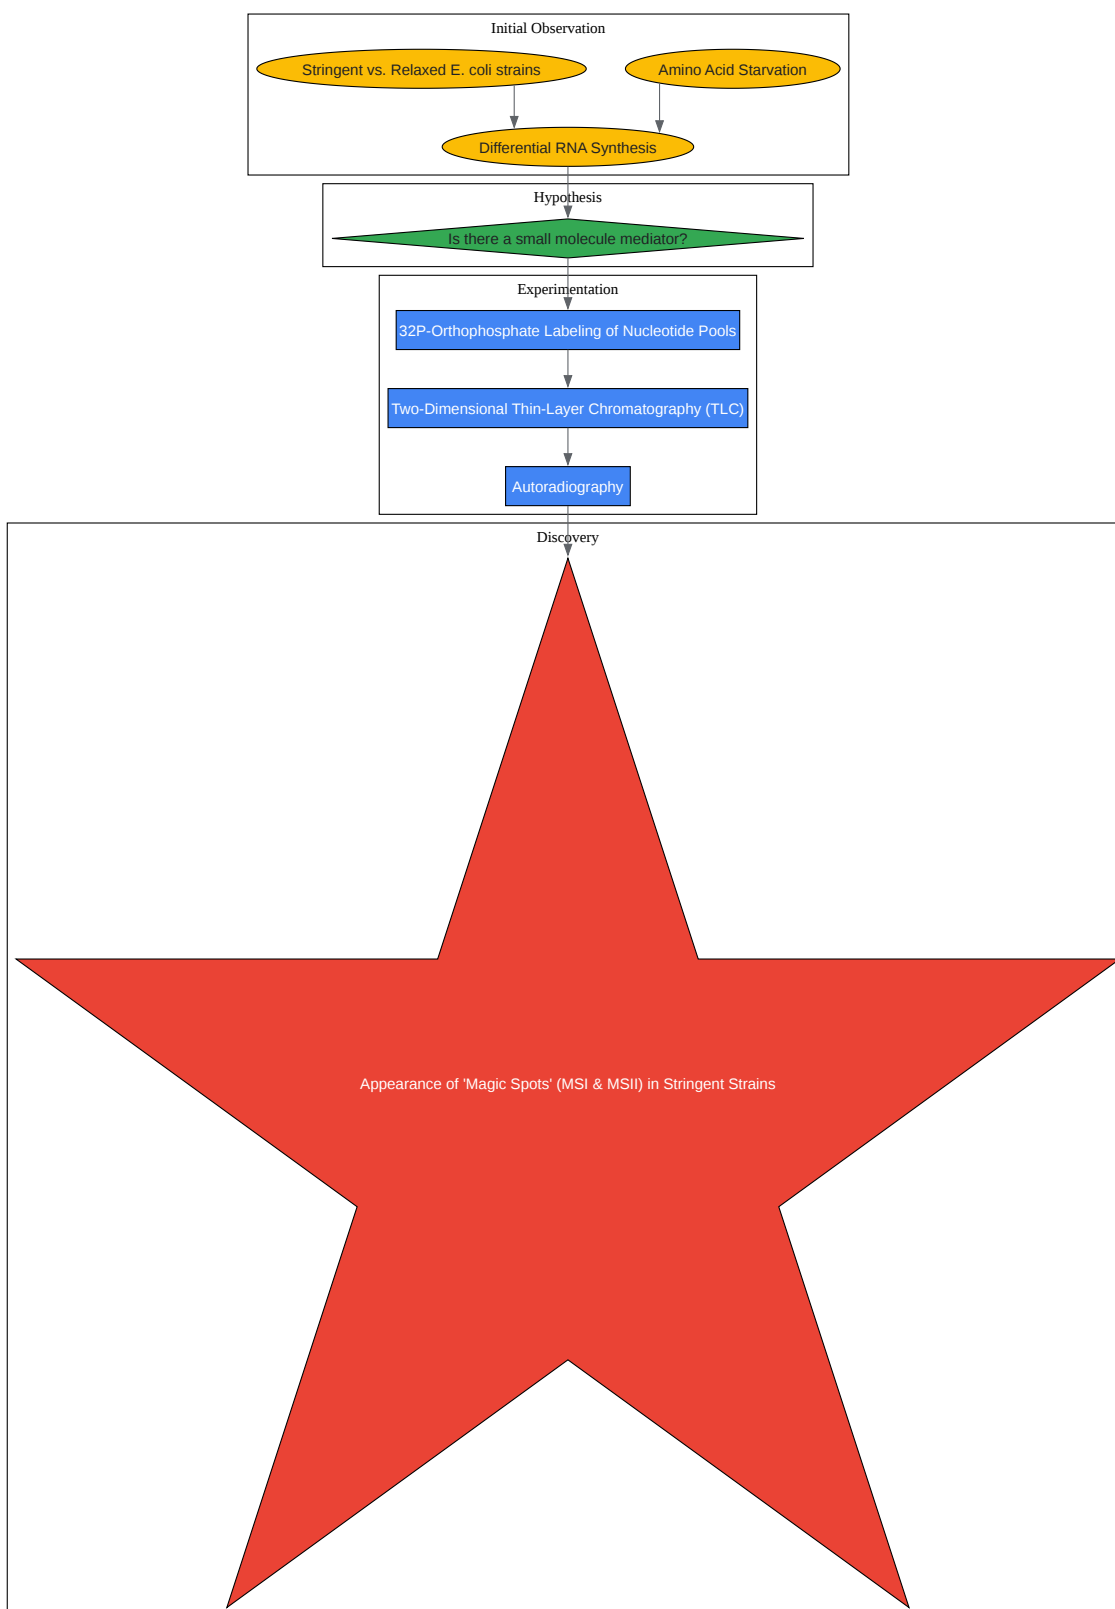 Initial Observation
Stringent vs. Relaxed E. coli strains
Amino Acid Starvation
Differential RNA Synthesis
Hypothesis
Is there a small molecule mediator?
Experimentation
32P-Orthophosphate Labeling of Nucleotide Pools
Two-Dimensional Thin-Layer Chromatography (TLC)
Autoradiography
Discovery
Appearance of 'Magic Spots' (MSI & MSII) in Stringent Strains